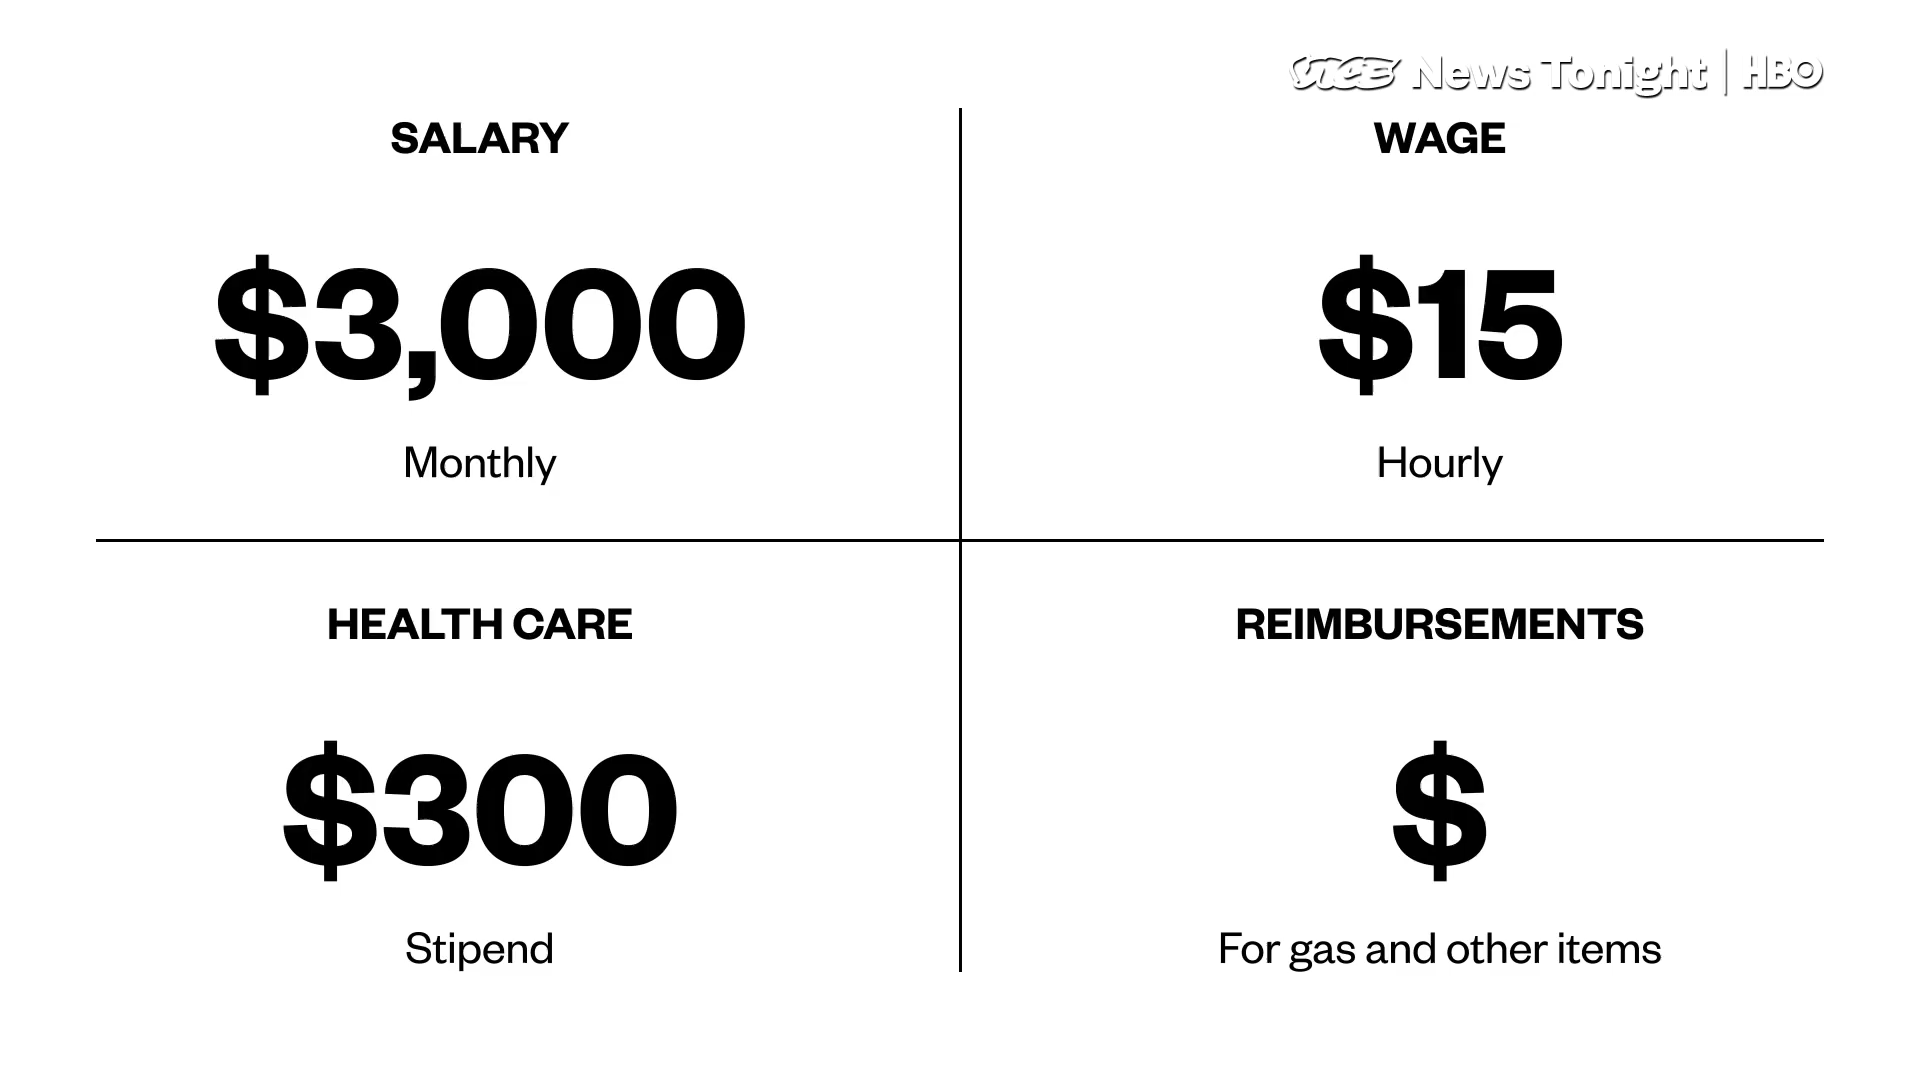 VICE News Tonight | HBO
SALARY
$3,000
Monthly
WAGE
$15
Hourly
HEALTH CARE
$300
Stipend
REIMBURSEMENTS
$
For gas and other items